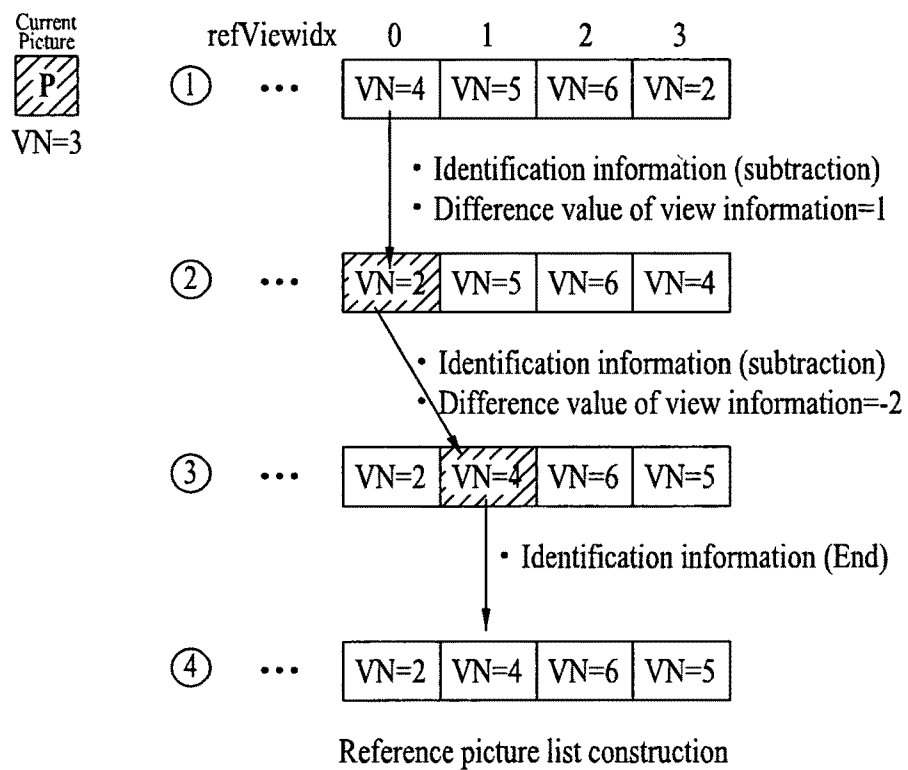 Current
Picture
P
VN=3
refViewidx 0 1 2 3
① ••• VN=4 VN=5 VN=6 VN=2
• Identification information (subtraction)
• Difference value of view information=1
② ••• VN=2 VN=5 VN=6 VN=4
• Identification information (subtraction)
• Difference value of view information=-2
③ ••• VN=2 VN=4 VN=6 VN=5
• Identification information (End)
④ ••• VN=2 VN=4 VN=6 VN=5
Reference picture list construction